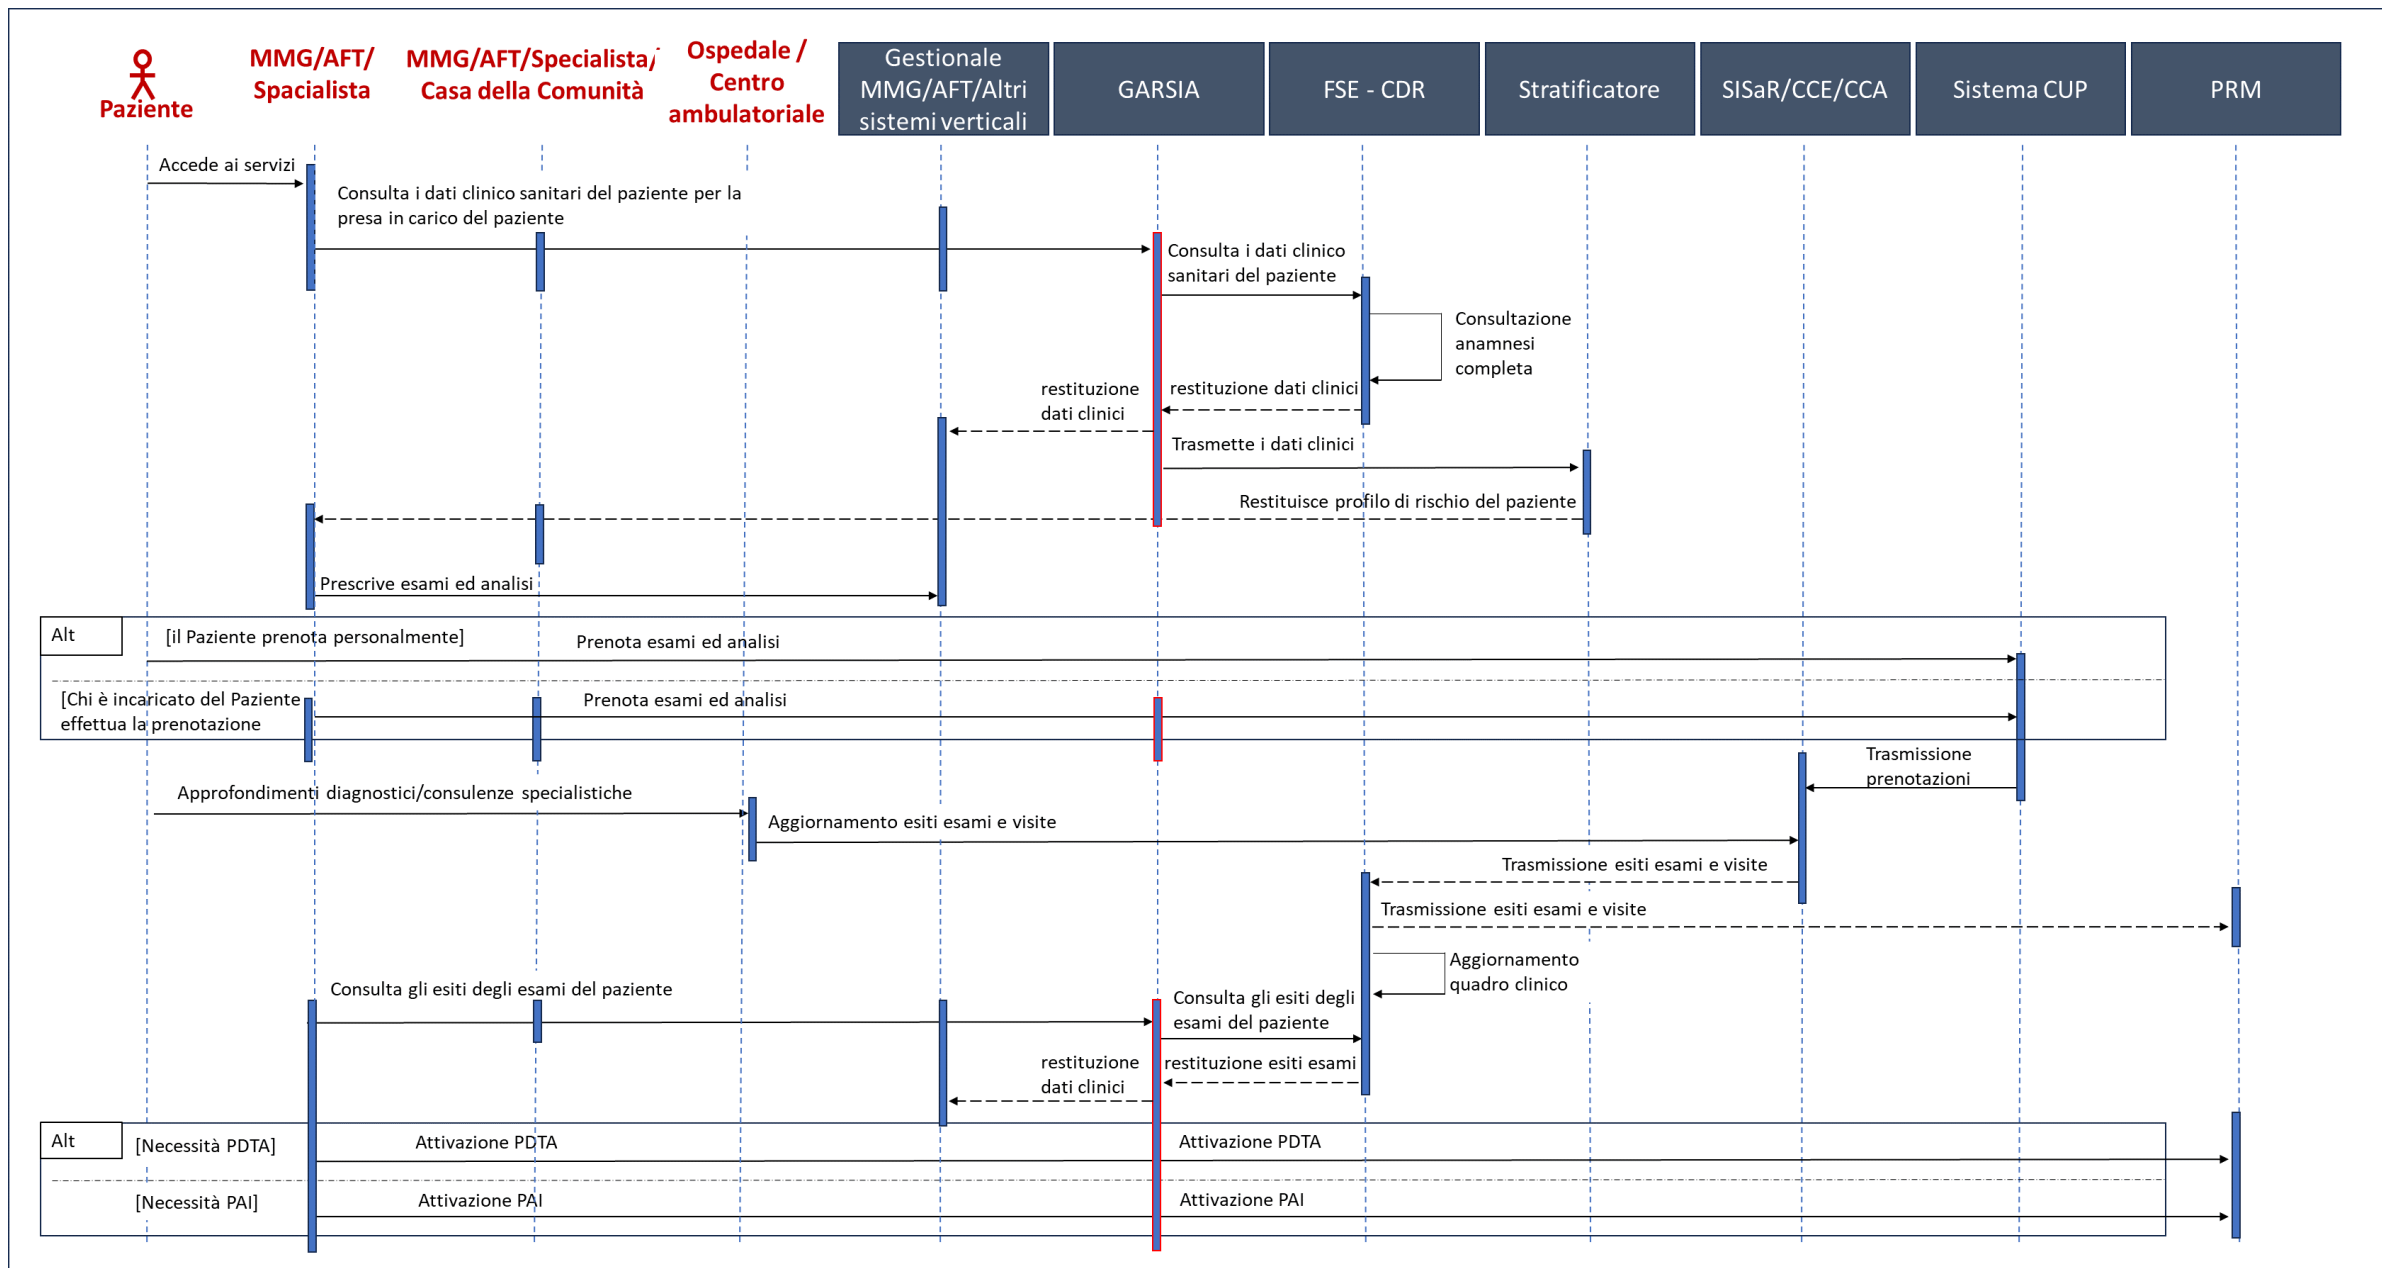 Paziente
MMG/AFT/
Spacialista
MMG/AFT/Specialista/
Casa della Comunità
Ospedale /
Centro
ambulatoriale
Gestionale
MMG/AFT/Altri
sistemi verticali
GARSIA
FSE - CDR
Stratificatore
SISaR/CCE/CCA
Sistema CUP
PRM
Accede ai servizi
Consulta i dati clinico sanitari del paziente per la
presa in carico del paziente
Consulta i dati clinico
sanitari del paziente
Consultazione
anamnesi
completa
restituzione dati clinici
restituzione
dati clinici
Trasmette i dati clinici
Restituisce profilo di rischio del paziente
Prescrive esami ed analisi
Alt
[il Paziente prenota personalmente]
Prenota esami ed analisi
[Chi è incaricato del Paziente
effettua la prenotazione
Prenota esami ed analisi
Trasmissione
prenotazioni
Approfondimenti diagnostici/consulenze specialistiche
Aggiornamento esiti esami e visite
Trasmissione esiti esami e visite
Trasmissione esiti esami e visite
Aggiornamento
quadro clinico
Consulta gli esiti degli esami del paziente
Consulta gli esiti degli
esami del paziente
restituzione esiti esami
restituzione
dati clinici
Alt
[Necessità PDTA]
Attivazione PDTA
Attivazione PDTA
[Necessità PAI]
Attivazione PAI
Attivazione PAI